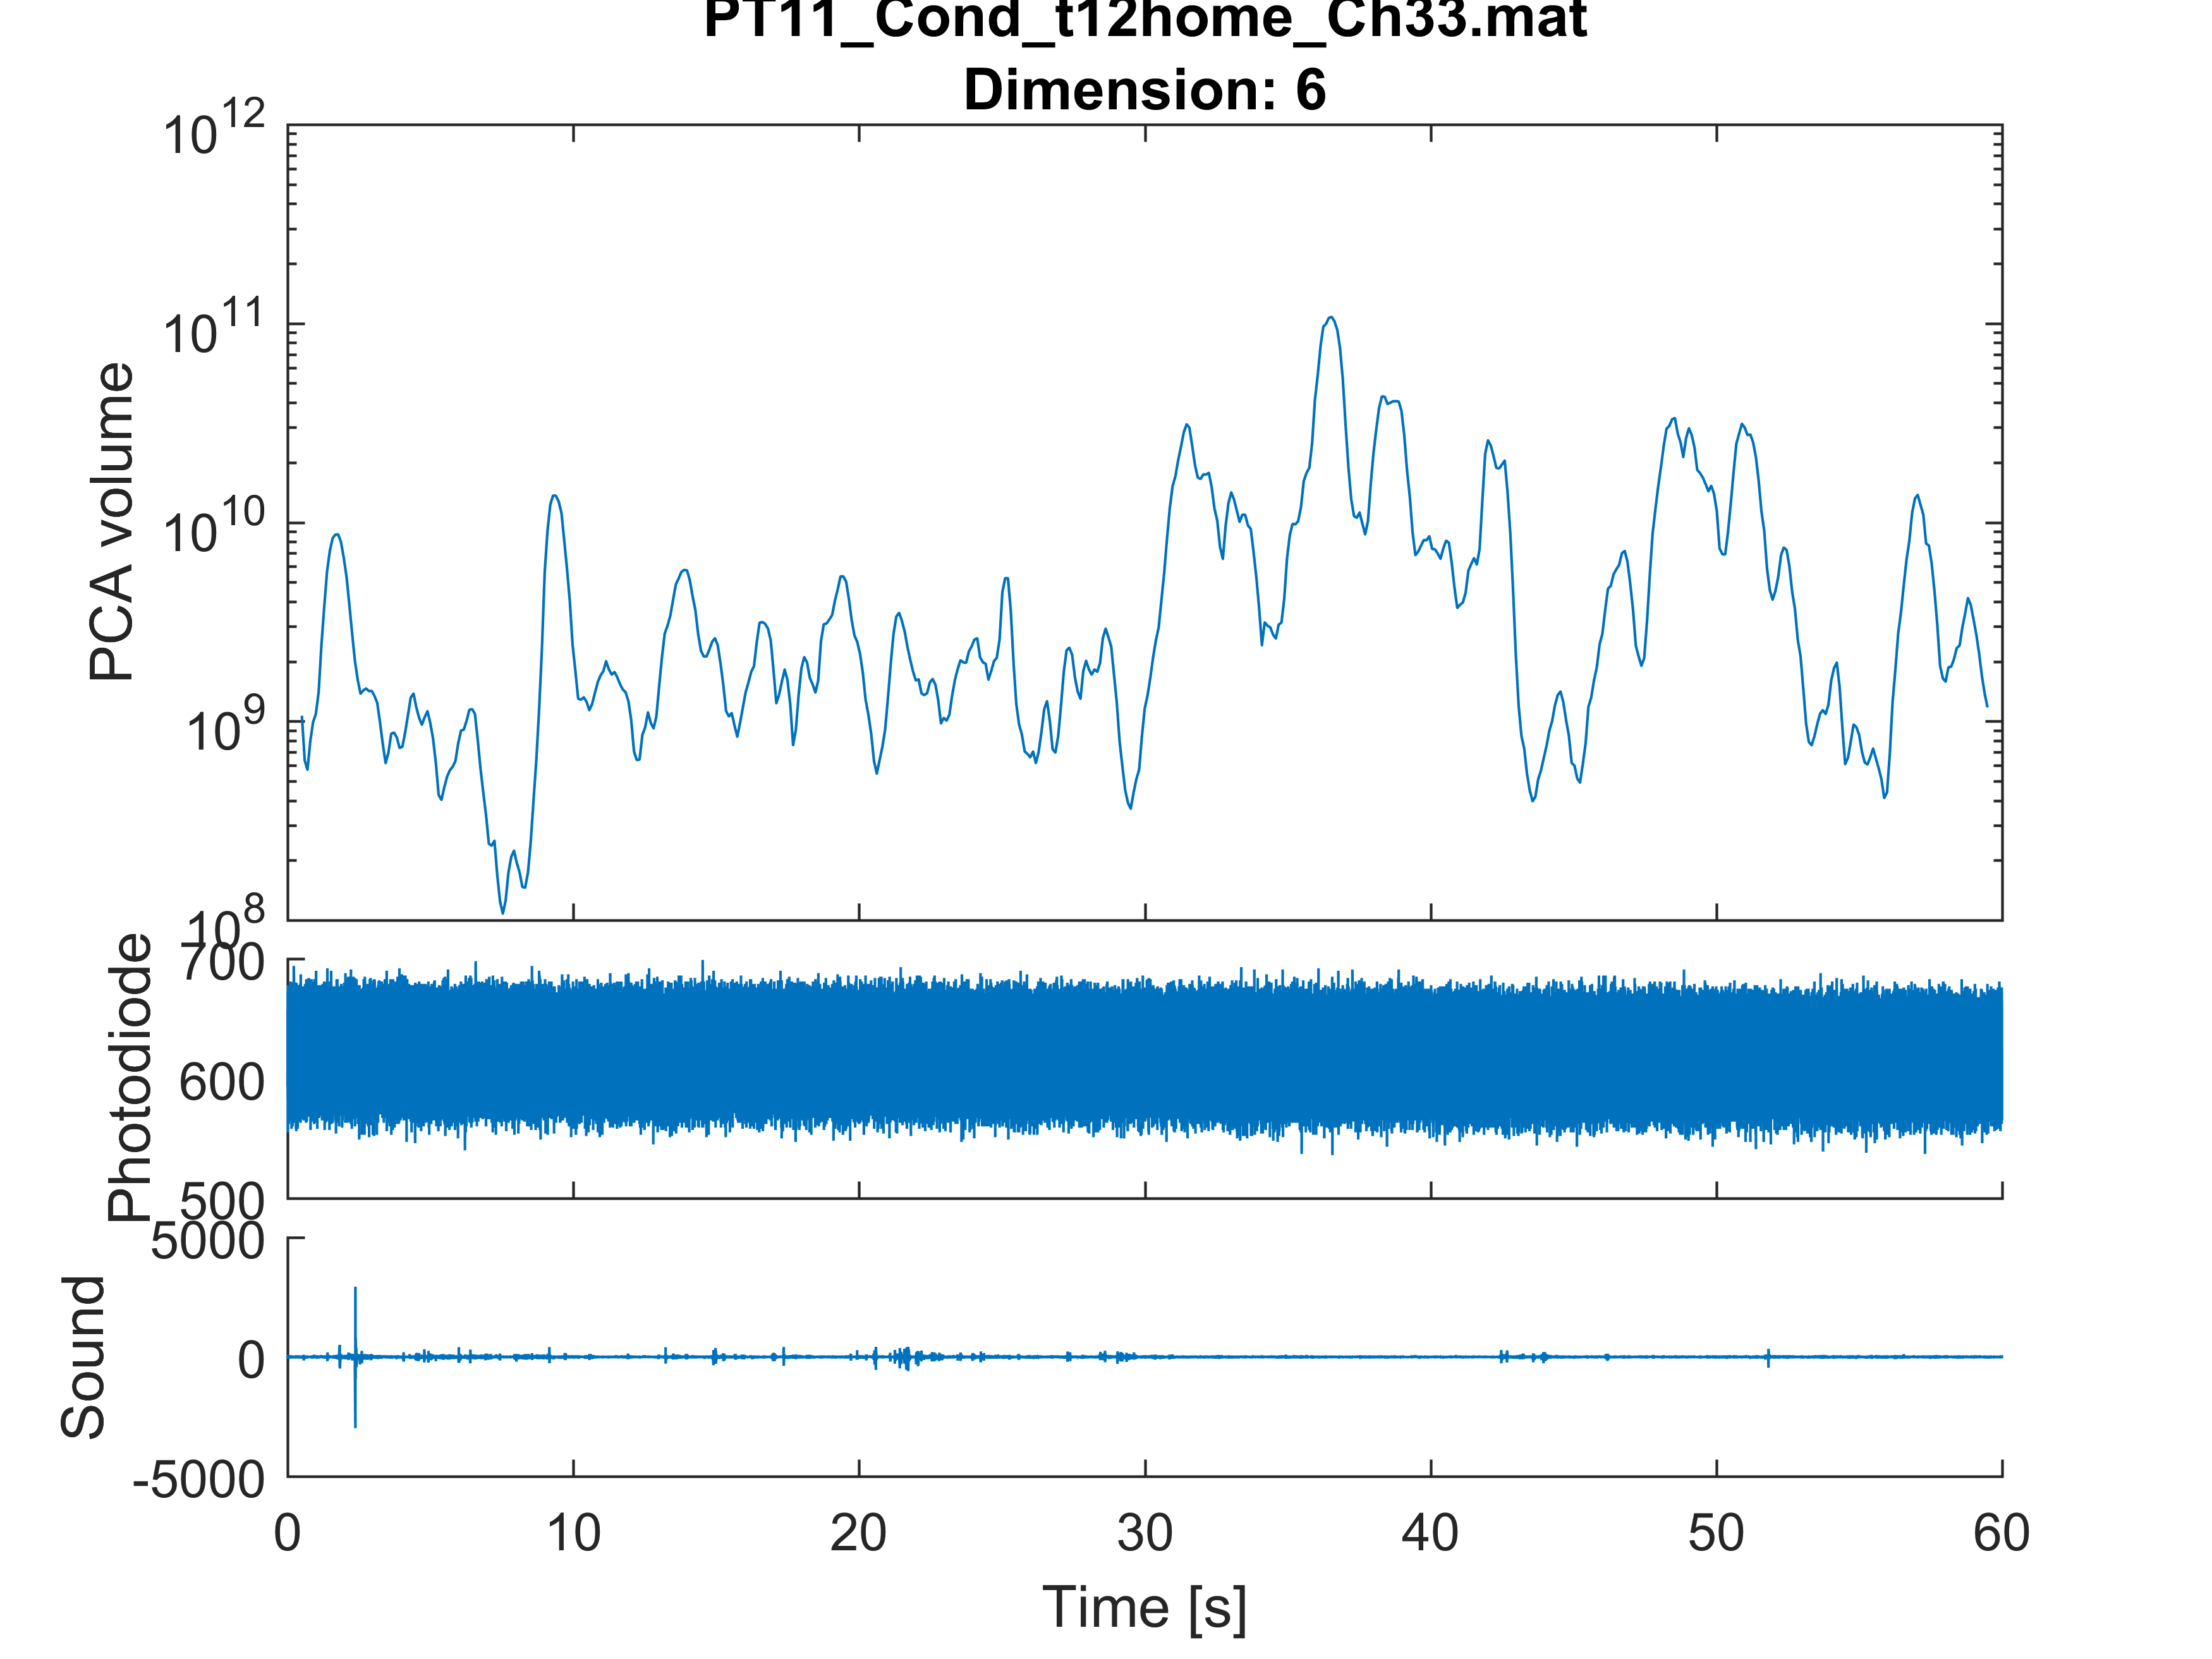 PT11_Cond_t12home_Ch33.mat
Dimension: 6
10^12
10^11
10^10
10^9
10^8
PCA volume
700
600
500
Photodiode
5000
0
-5000
Sound
0 10 20 30 40 50 60
Time [s]